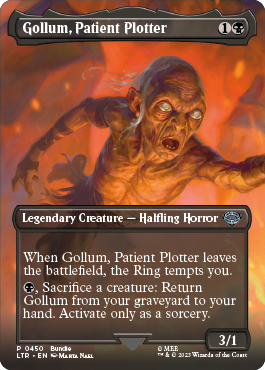 Gollum, Patient Plotter 1
Legendary Creature — Halfling Horror
When Gollum, Patient Plotter leaves
the battlefield, the Ring tempts you.
, Sacrifice a creature: Return
Gollum from your graveyard to your
hand. Activate only as a sorcery.
3/1
P 0450 Bundle
LTR • EN Marta Nael
© MEE
™ & © 2023 Wizards of the Coast